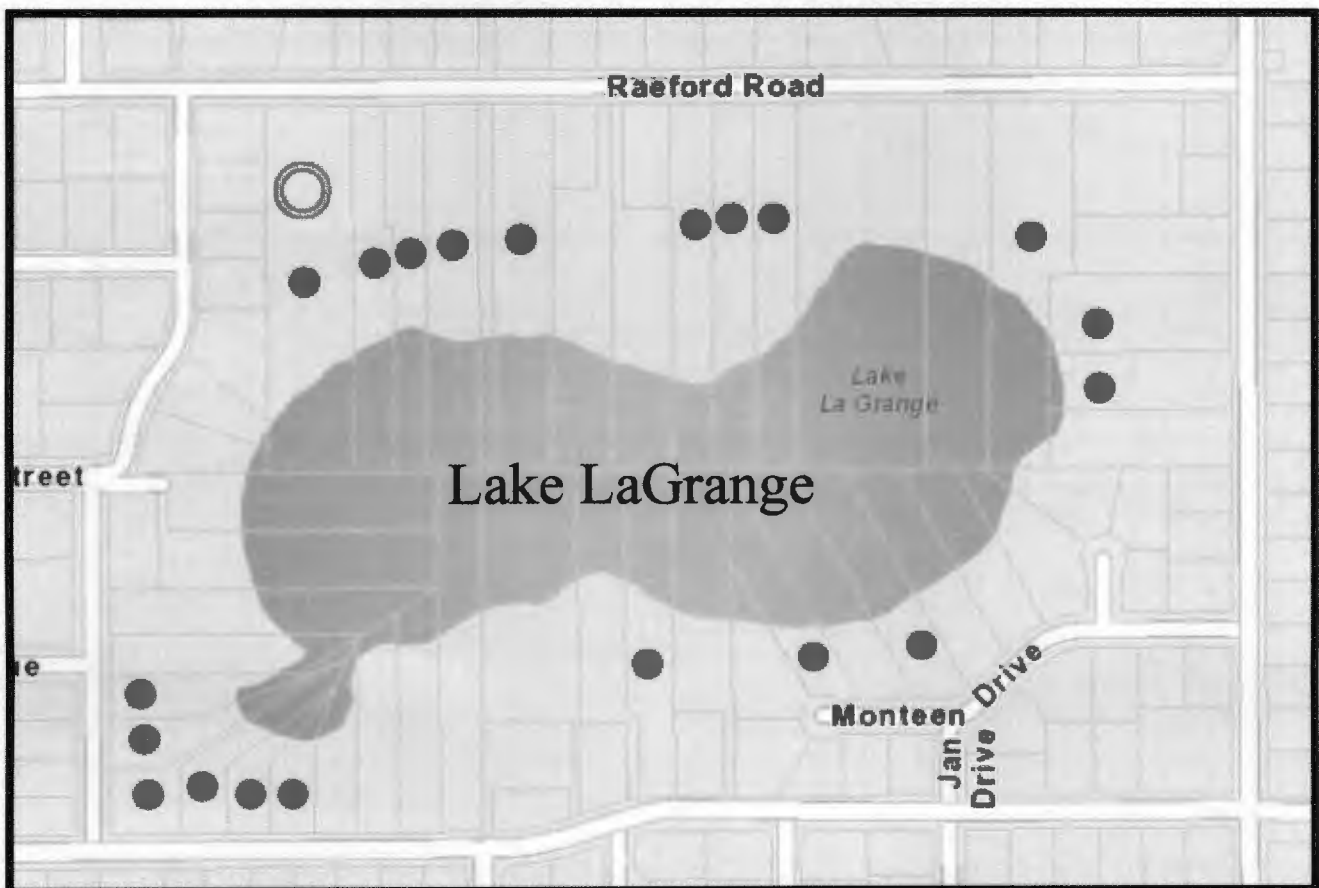 Raeford Road
Lake
La Grange
Lake LaGrange
treet
ue
Monteen Drive
Jan
Drive